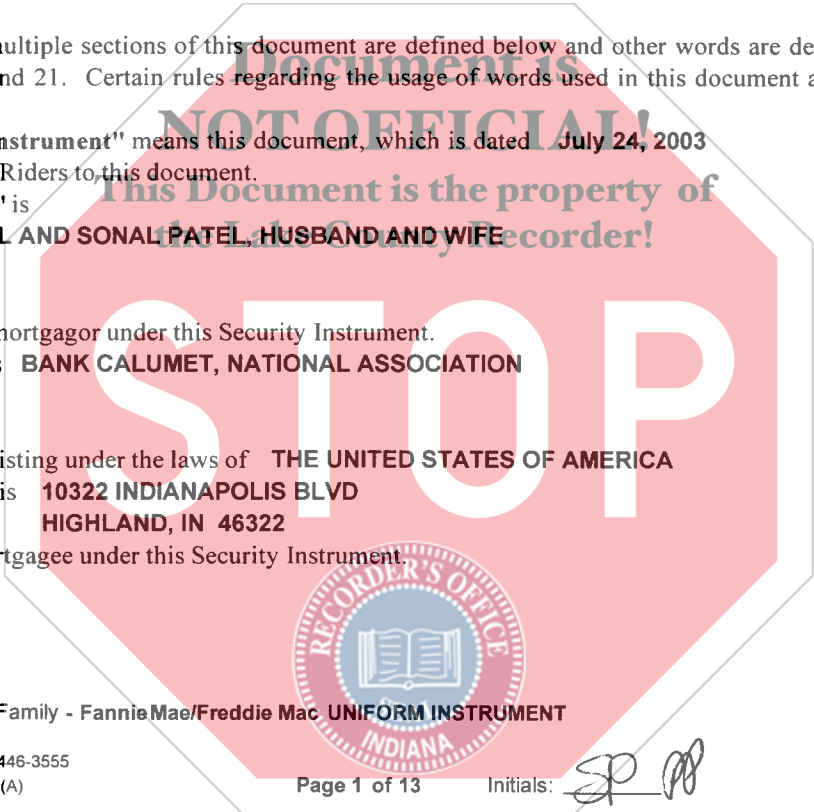 ultiple sections of this document are defined below and other words are de
nd 21. Certain rules regarding the usage of words used in this document a
Document is
NOT OFFICIAL!
This Document is the property of
the Lake County Recorder!
nstrument" means this document, which is dated July 24, 2003
Riders to this document.
" is
L AND SONAL PATEL, HUSBAND AND WIFE
mortgagor under this Security Instrument.
BANK CALUMET, NATIONAL ASSOCIATION
STOP
isting under the laws of THE UNITED STATES OF AMERICA
is 10322 INDIANAPOLIS BLVD
HIGHLAND, IN 46322
rtgagee under this Security Instrument.
RECORDER'S OFFICE
INDIANA
Family - Fannie Mae/Freddie Mac UNIFORM INSTRUMENT
446-3555
(A)
Page 1 of 13
Initials: SP PP